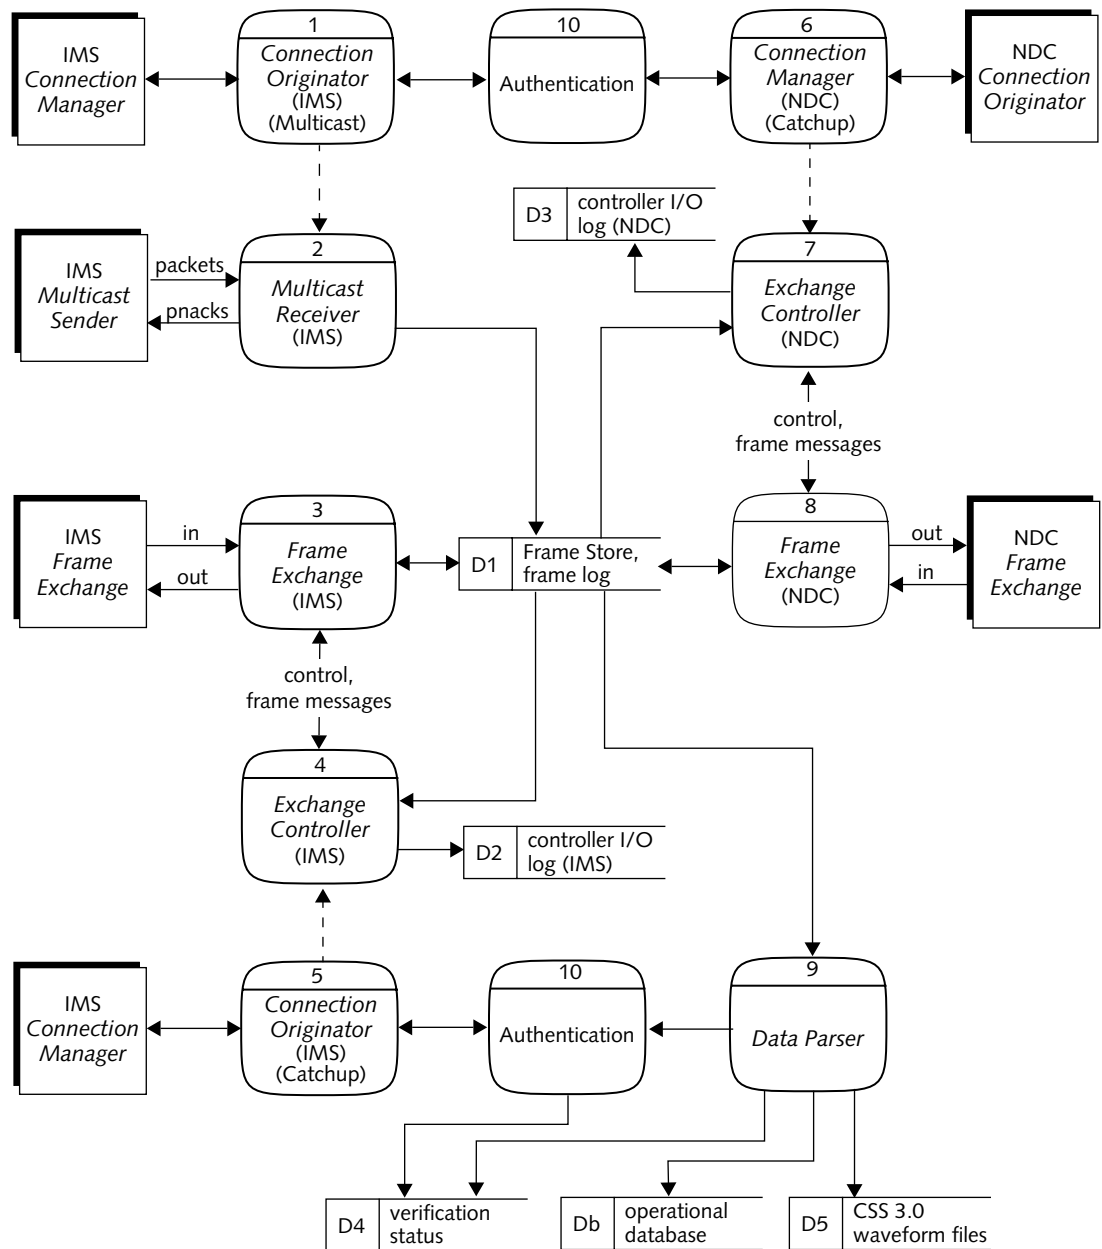 1
10
6
IMS
Connection
Manager
Connection
Originator
(IMS)
(Multicast)
Authentication
Connection
Manager
(NDC)
(Catchup)
NDC
Connection
Originator
D3
controller I/O
log (NDC)
2
7
IMS
Multicast
Sender
packets
pnacks
Multicast
Receiver
(IMS)
Exchange
Controller
(NDC)
control,
frame messages
3
8
IMS
Frame
Exchange
in
out
Frame
Exchange
(IMS)
D1
Frame Store,
frame log
Frame
Exchange
(NDC)
out
in
NDC
Frame
Exchange
control,
frame messages
4
Exchange
Controller
(IMS)
D2
controller I/O
log (IMS)
5
10
9
IMS
Connection
Manager
Connection
Originator
(IMS)
(Catchup)
Authentication
Data Parser
D4
verification
status
Db
operational
database
D5
CSS 3.0
waveform files